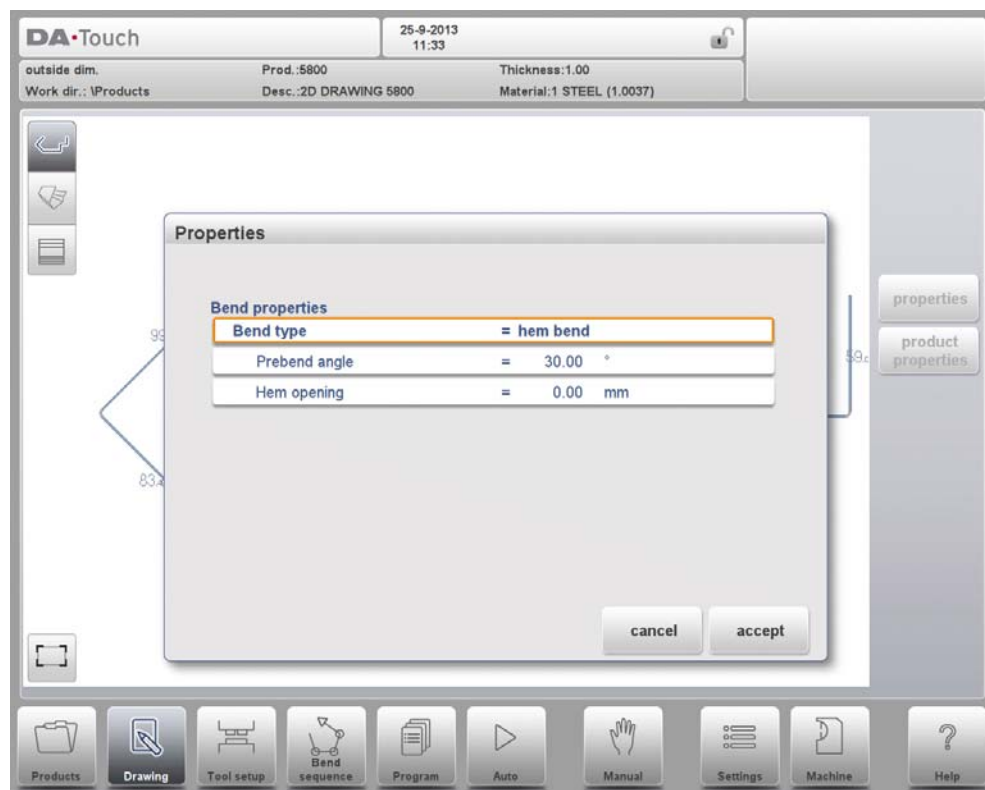 DA•Touch
25-9-2013
11:33
outside dim.
Prod.:5800
Thickness:1.00
Work dir.: \Products
Desc.:2D DRAWING 5800
Material:1 STEEL (1.0037)
Properties
Bend properties
Bend type = hem bend
Prebend angle = 30.00 °
Hem opening = 0.00 mm
cancel
accept
properties
product
properties
Products
Drawing
Tool setup
Bend
sequence
Program
Auto
Manual
Settings
Machine
? Help